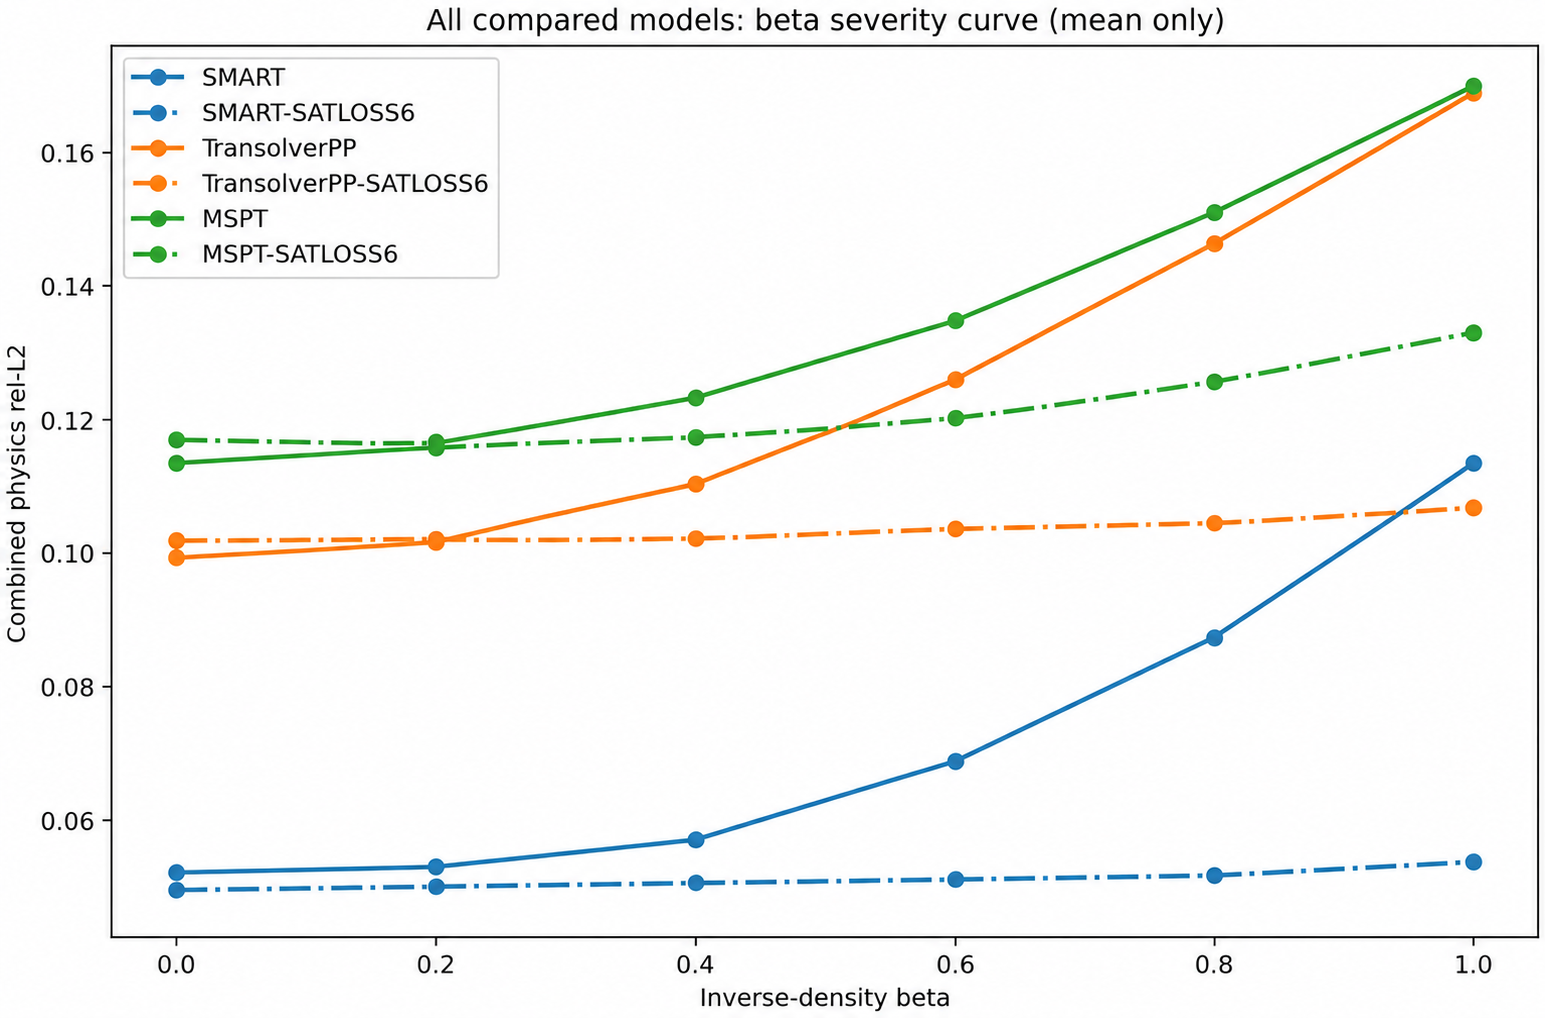 All compared models: beta severity curve (mean only)
SMART
SMART-SATLOSS6
TransolverPP
TransolverPP-SATLOSS6
MSPT
MSPT-SATLOSS6
Combined physics rel-L2
0.16
0.14
0.12
0.10
0.08
0.06
0.0 0.2 0.4 0.6 0.8 1.0
Inverse-density beta